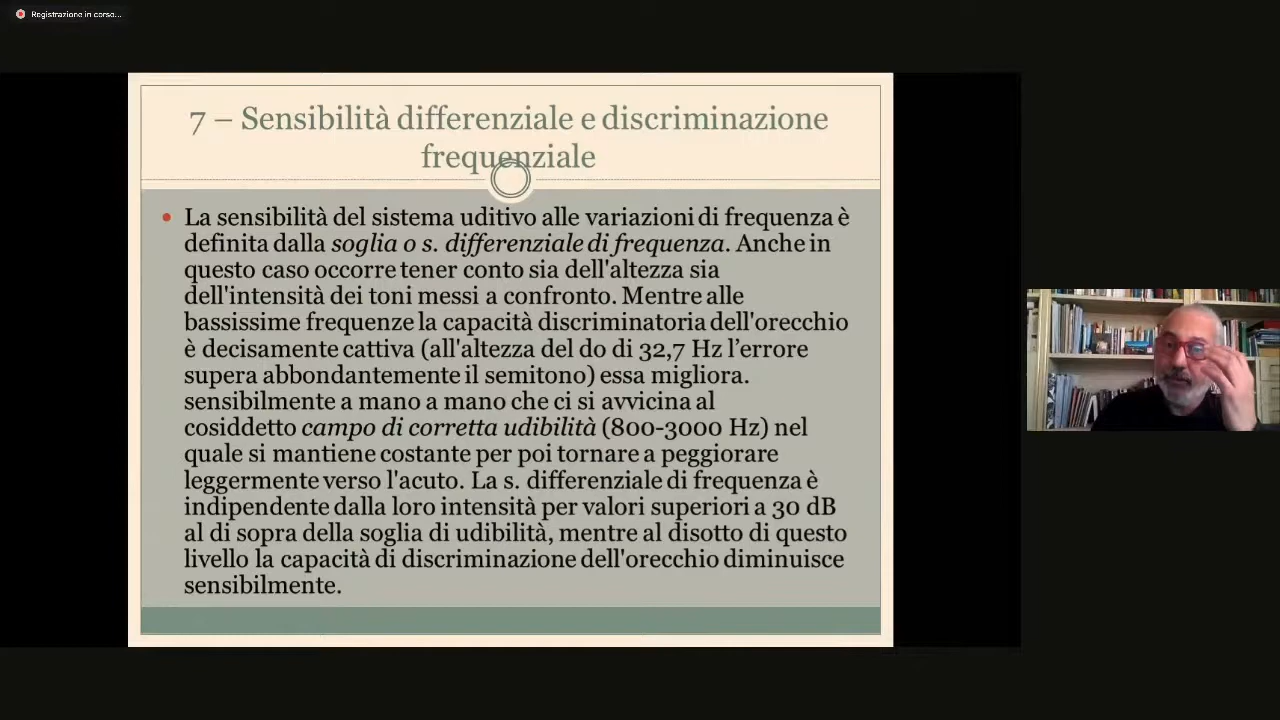 Registrazione in corso...
7 – Sensibilità differenziale e discriminazione
frequenziale
La sensibilità del sistema uditivo alle variazioni di frequenza è
definita dalla soglia o s. differenziale di frequenza. Anche in
questo caso occorre tener conto sia dell'altezza sia
dell'intensità dei toni messi a confronto. Mentre alle
bassissime frequenze la capacità discriminatoria dell'orecchio
è decisamente cattiva (all'altezza del do di 32,7 Hz l’errore
supera abbondantemente il semitono) essa migliora.
sensibilmente a mano a mano che ci si avvicina al
cosiddetto campo di corretta udibilità (800-3000 Hz) nel
quale si mantiene costante per poi tornare a peggiorare
leggermente verso l'acuto. La s. differenziale di frequenza è
indipendente dalla loro intensità per valori superiori a 30 dB
al di sopra della soglia di udibilità, mentre al disotto di questo
livello la capacità di discriminazione dell'orecchio diminuisce
sensibilmente.